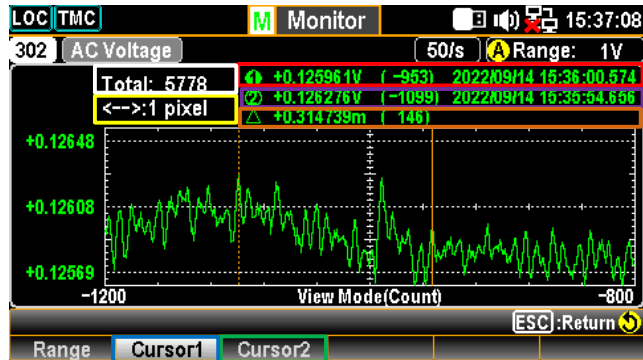 LOC TMC M Monitor 15:37:08
302 AC Voltage 50/s A Range: 1V
Total: 5778
<-->:1 pixel
1 +0.125961V (-953) 2022/09/14 15:36:00.574
2 +0.126276V (-1099) 2022/09/14 15:35:54.656
△ +0.314739m ( 146)
+0.12648
+0.12608
+0.12569
-1200 View Mode(Count) -800
ESC :Return
Range Cursor1 Cursor2